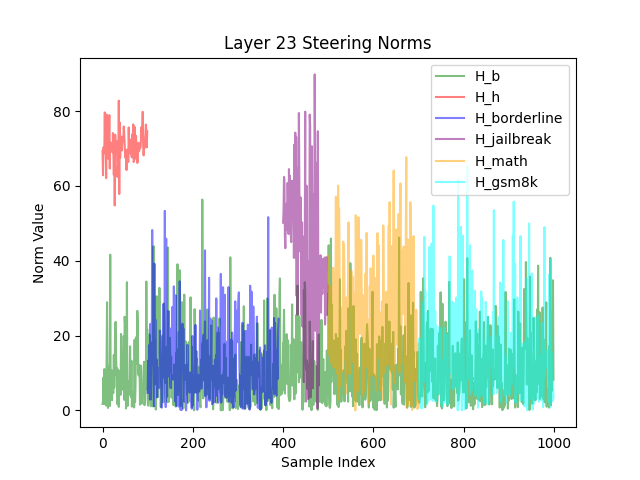 Layer 23 Steering Norms
H_b
H_h
H_borderline
H_jailbreak
H_math
H_gsm8k
Norm Value
80
60
40
20
0
0
200
400
600
800
1000
Sample Index